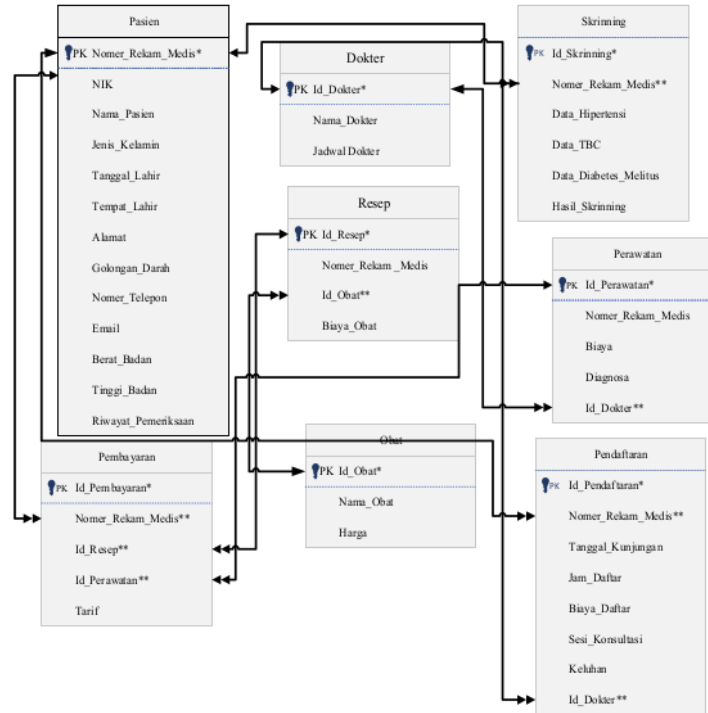 Pasien
PK Nomer_Rekam_Medis*
NIK
Nama_Pasien
Jenis_Kelamin
Tanggal_Lahir
Tempat_Lahir
Alamat
Golongan_Darah
Nomer_Telepon
Email
Berat_Badan
Tinggi_Badan
Riwayat_Pemeriksaan
Dokter
PK Id_Dokter*
Nama_Dokter
Jadwal Dokter
Skrinning
PK Id_Skrinning*
Nomer_Rekam_Medis**
Data_Hipertensi
Data_TBC
Data_Diabetes_Melitus
Hasil_Skrinning
Resep
PK Id_Resep*
Nomer_Rekam _Medis
Id_Obat**
Biaya_Obat
Perawatan
PK Id_Perawatan*
Nomer_Rekam_Medis
Biaya
Diagnosa
Id_Dokter**
Pembayaran
PK Id_Pembayaran*
Nomer_Rekam_Medis**
Id_Resep**
Id_Perawatan**
Tarif
Obat
PK Id_Obat*
Nama_Obat
Harga
Pendaftaran
PK Id_Pendaftaran*
Nomer_Rekam_Medis**
Tanggal_Kunjungan
Jam_Daftar
Biaya_Daftar
Sesi_Konsultasi
Keluhan
Id_Dokter**